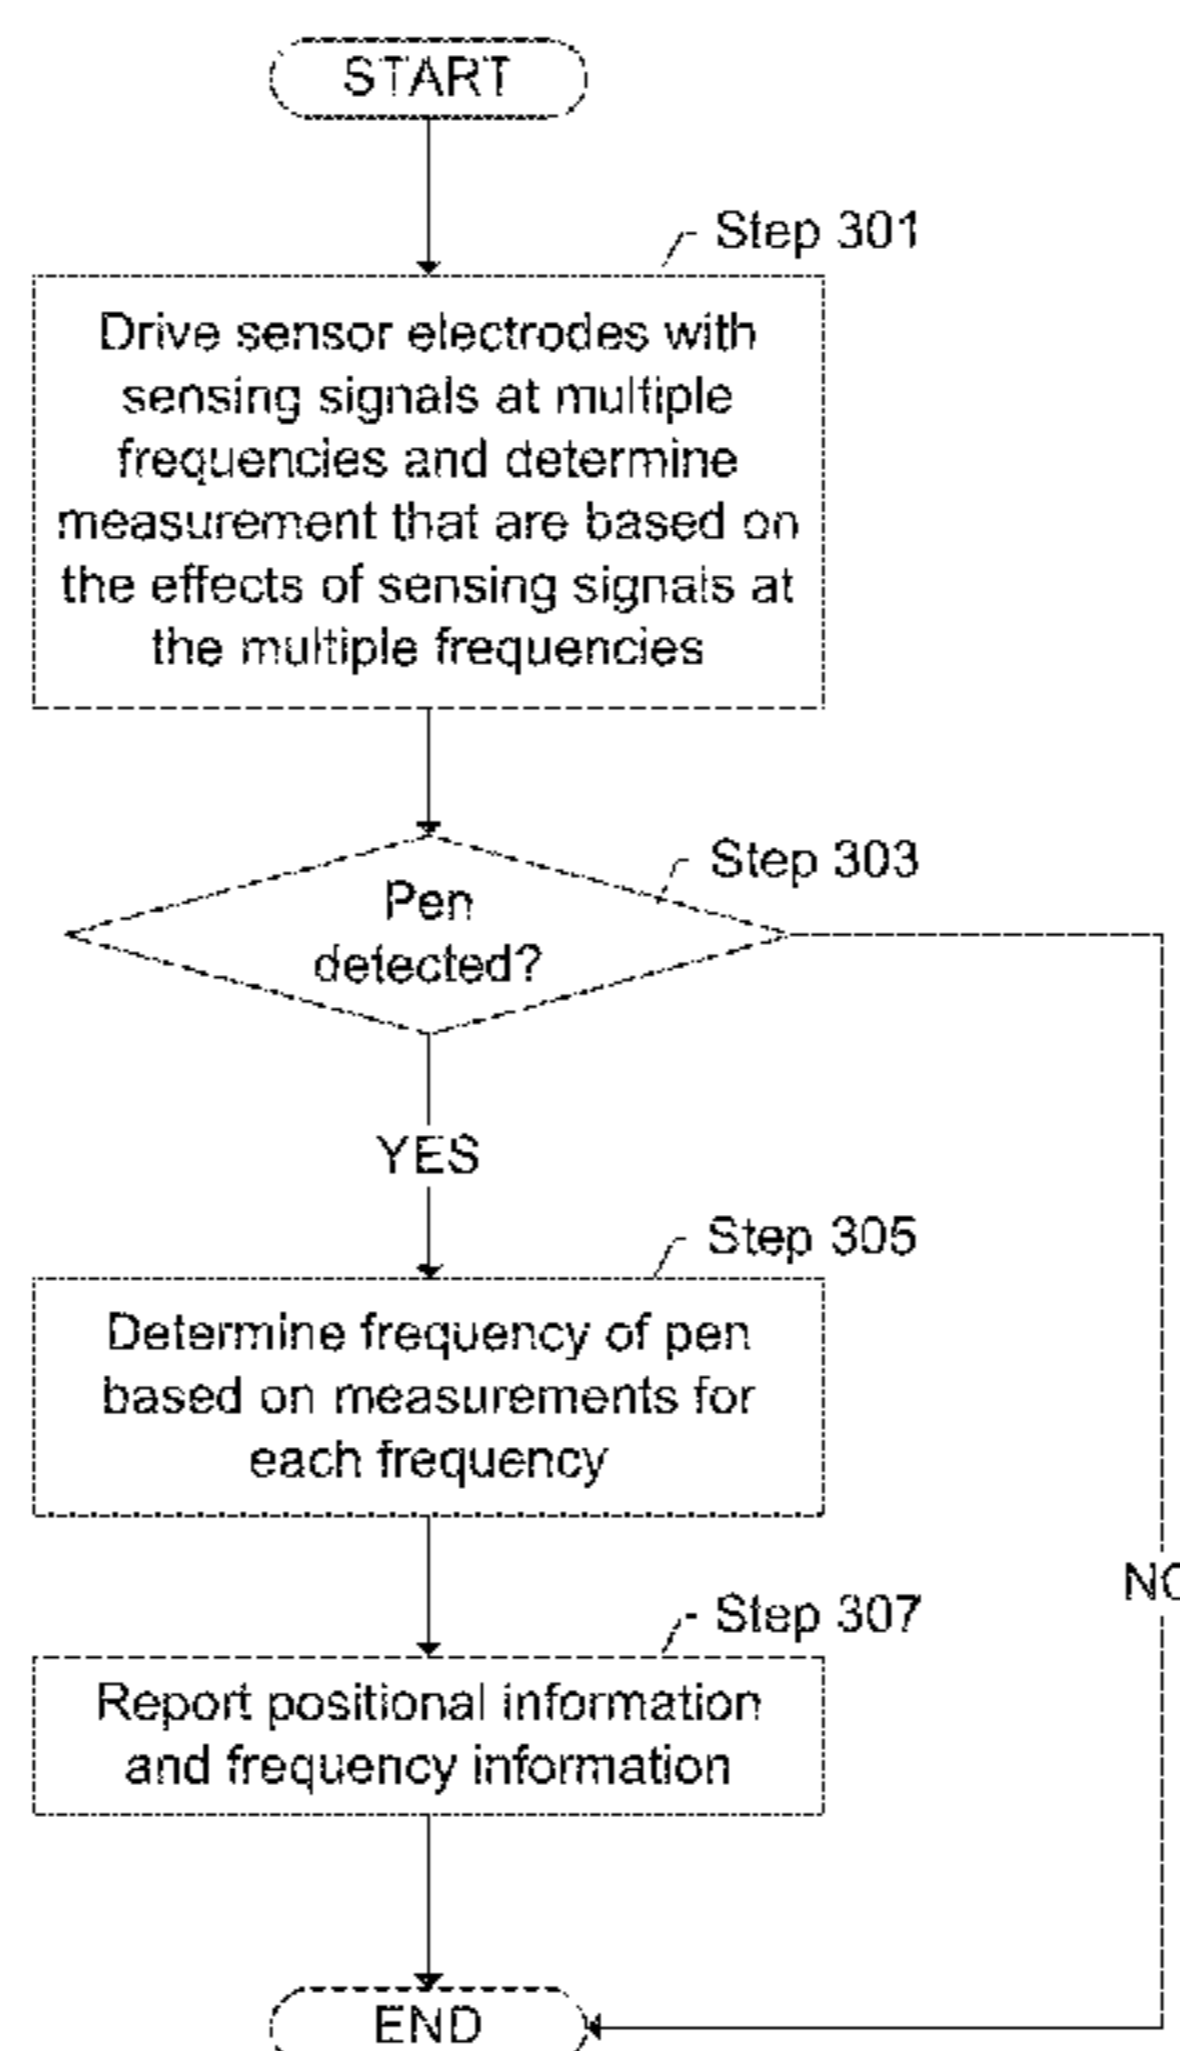 START
Step 301
Drive sensor electrodes with
sensing signals at multiple
frequencies and determine
measurement that are based on
the effects of sensing signals at
the multiple frequencies
Step 303
Pen
detected?
YES
Step 305
Determine frequency of pen
based on measurements for
each frequency
NO
Step 307
Report positional information
and frequency information
END